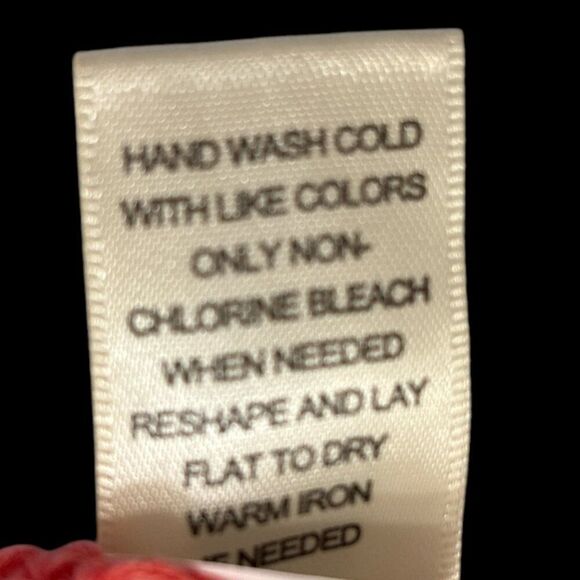 HAND WASH COLD
WITH LIKE COLORS
ONLY NON-
CHLORINE BLEACH
WHEN NEEDED
RESHAPE AND LAY
FLAT TO DRY
WARM IRON
NEEDED